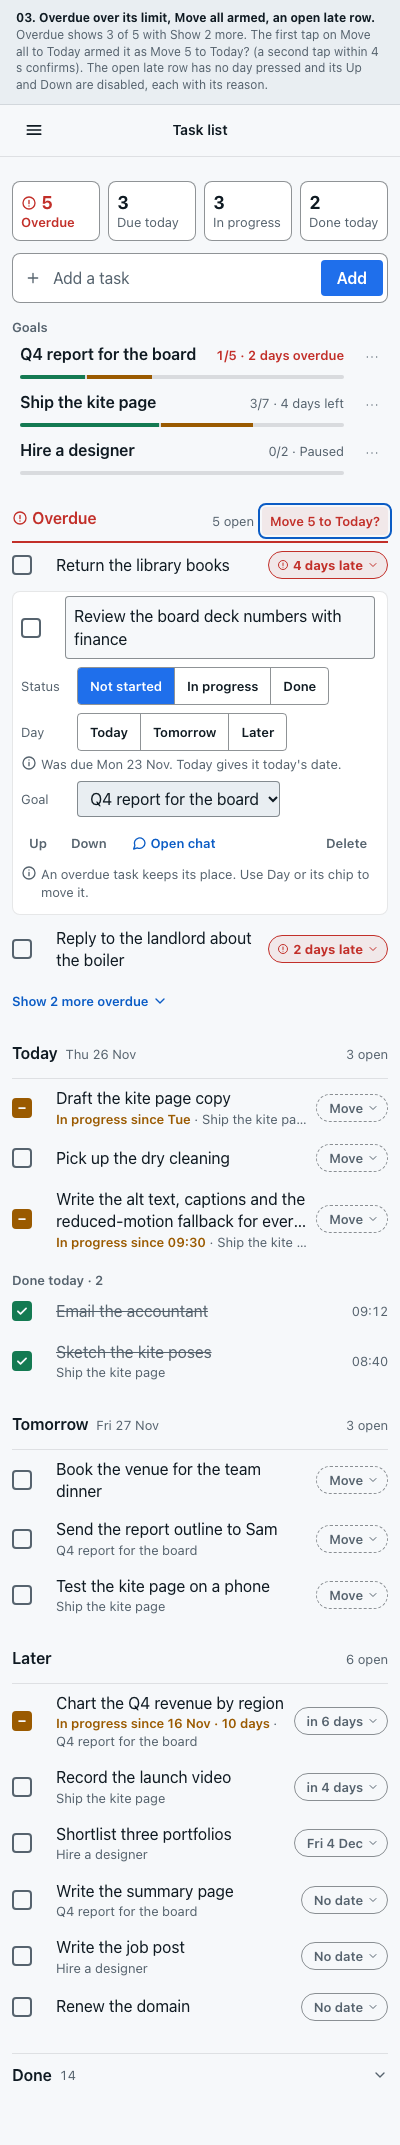 03. Overdue over its limit, Move all armed, an open late row.
Overdue shows 3 of 5 with Show 2 more. The first tap on Move
all to Today armed it as Move 5 to Today? (a second tap within 4
s confirms). The open late row has no day pressed and its Up
and Down are disabled, each with its reason.
Task list
5
Overdue
3
Due today
3
In progress
2
Done today
+ Add a task
Add
Goals
Q4 report for the board 1/5 · 2 days overdue ...
Ship the kite page 3/7 · 4 days left ...
Hire a designer 0/2 · Paused ...
Overdue 5 open Move 5 to Today?
Return the library books 4 days late
Review the board deck numbers with
finance
Status Not started In progress Done
Day Today Tomorrow Later
Was due Mon 23 Nov. Today gives it today's date.
Goal Q4 report for the board
Up Down Open chat Delete
An overdue task keeps its place. Use Day or its chip to
move it.
Reply to the landlord about
the boiler
2 days late
Show 2 more overdue
Today Thu 26 Nov 3 open
Draft the kite page copy
In progress since Tue · Ship the kite pa...
Move
Pick up the dry cleaning Move
Write the alt text, captions and the
reduced-motion fallback for ever...
In progress since 09:30 · Ship the kite ...
Move
Done today · 2
Email the accountant 09:12
Sketch the kite poses
Ship the kite page
08:40
Tomorrow Fri 27 Nov 3 open
Book the venue for the team
dinner
Move
Send the report outline to Sam
Q4 report for the board
Move
Test the kite page on a phone
Ship the kite page
Move
Later 6 open
Chart the Q4 revenue by region
In progress since 16 Nov · 10 days ·
Q4 report for the board
in 6 days
Record the launch video
Ship the kite page
in 4 days
Shortlist three portfolios
Hire a designer
Fri 4 Dec
Write the summary page
Q4 report for the board
No date
Write the job post
Hire a designer
No date
Renew the domain No date
Done 14